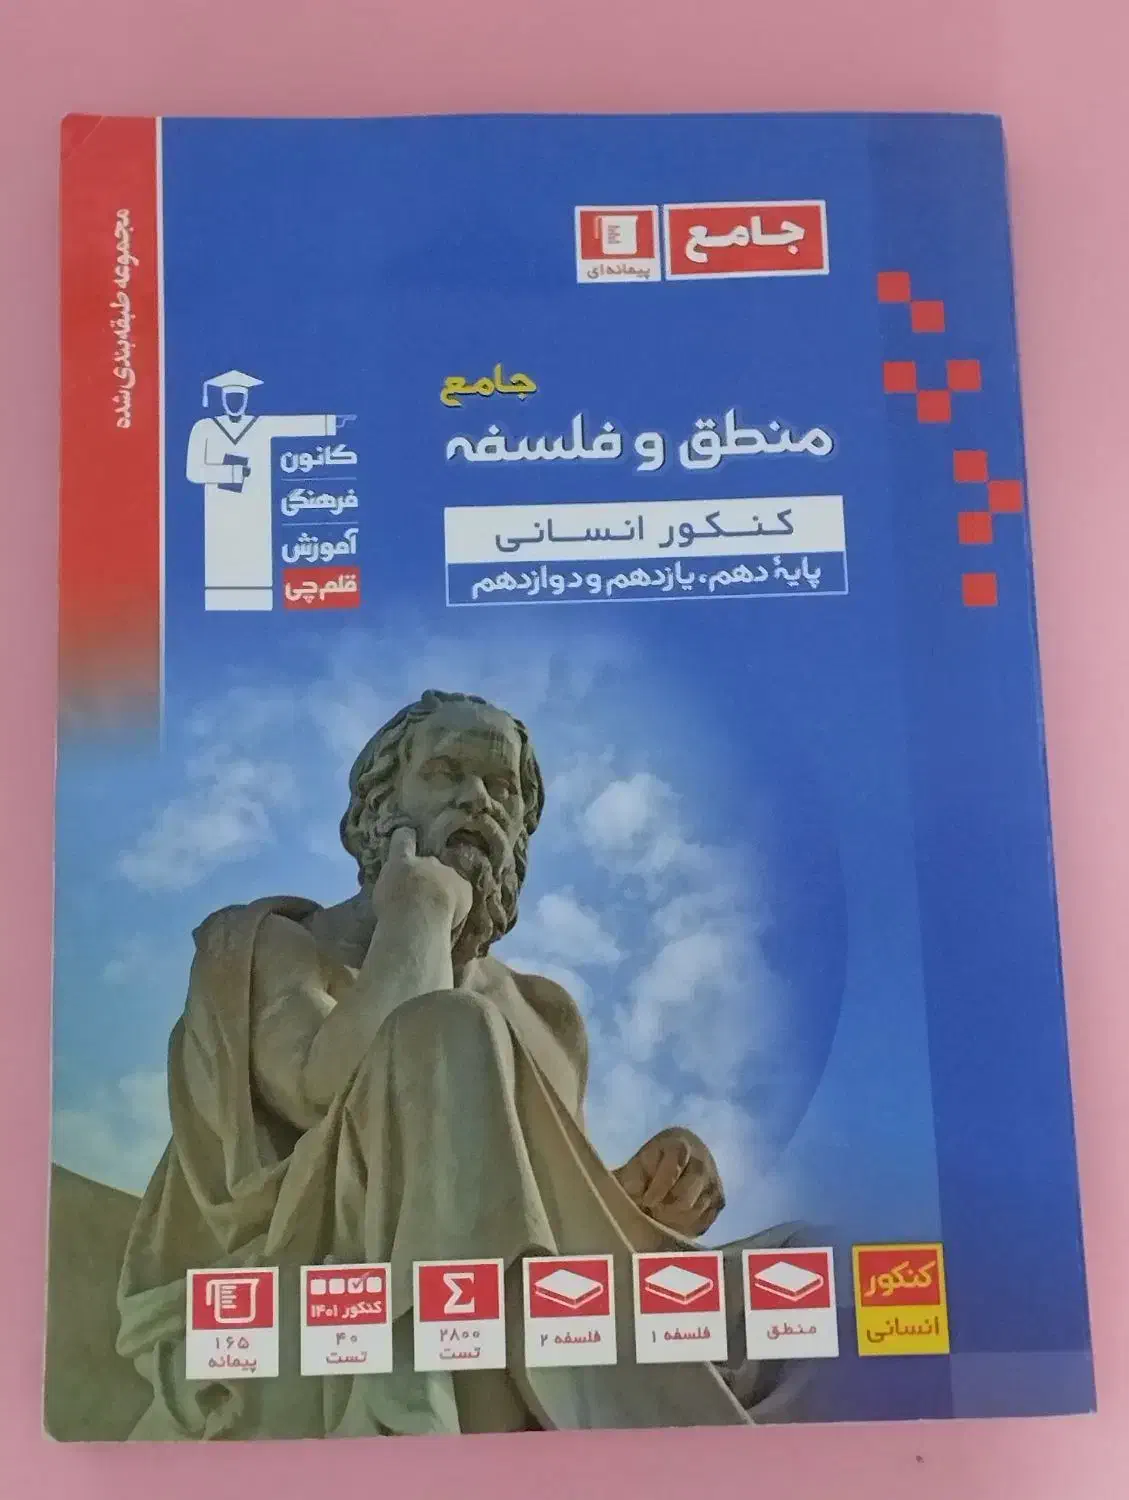 جامع
پیمانه‌ای
مجموعه طبقه‌بندی شده
جامع
منطق و فلسفه
کنکور انسانی
پایهٔ دهم، یازدهم و دوازدهم
کانون
فرهنگی
آموزش
قلم‌چی
کنکور
انسانی
منطق
فلسفه ۱
فلسفه ۲
۲۸۰۰
تست
کنکور ۱۴۰۱
۴۰
تست
۱۶۵
پیمانه